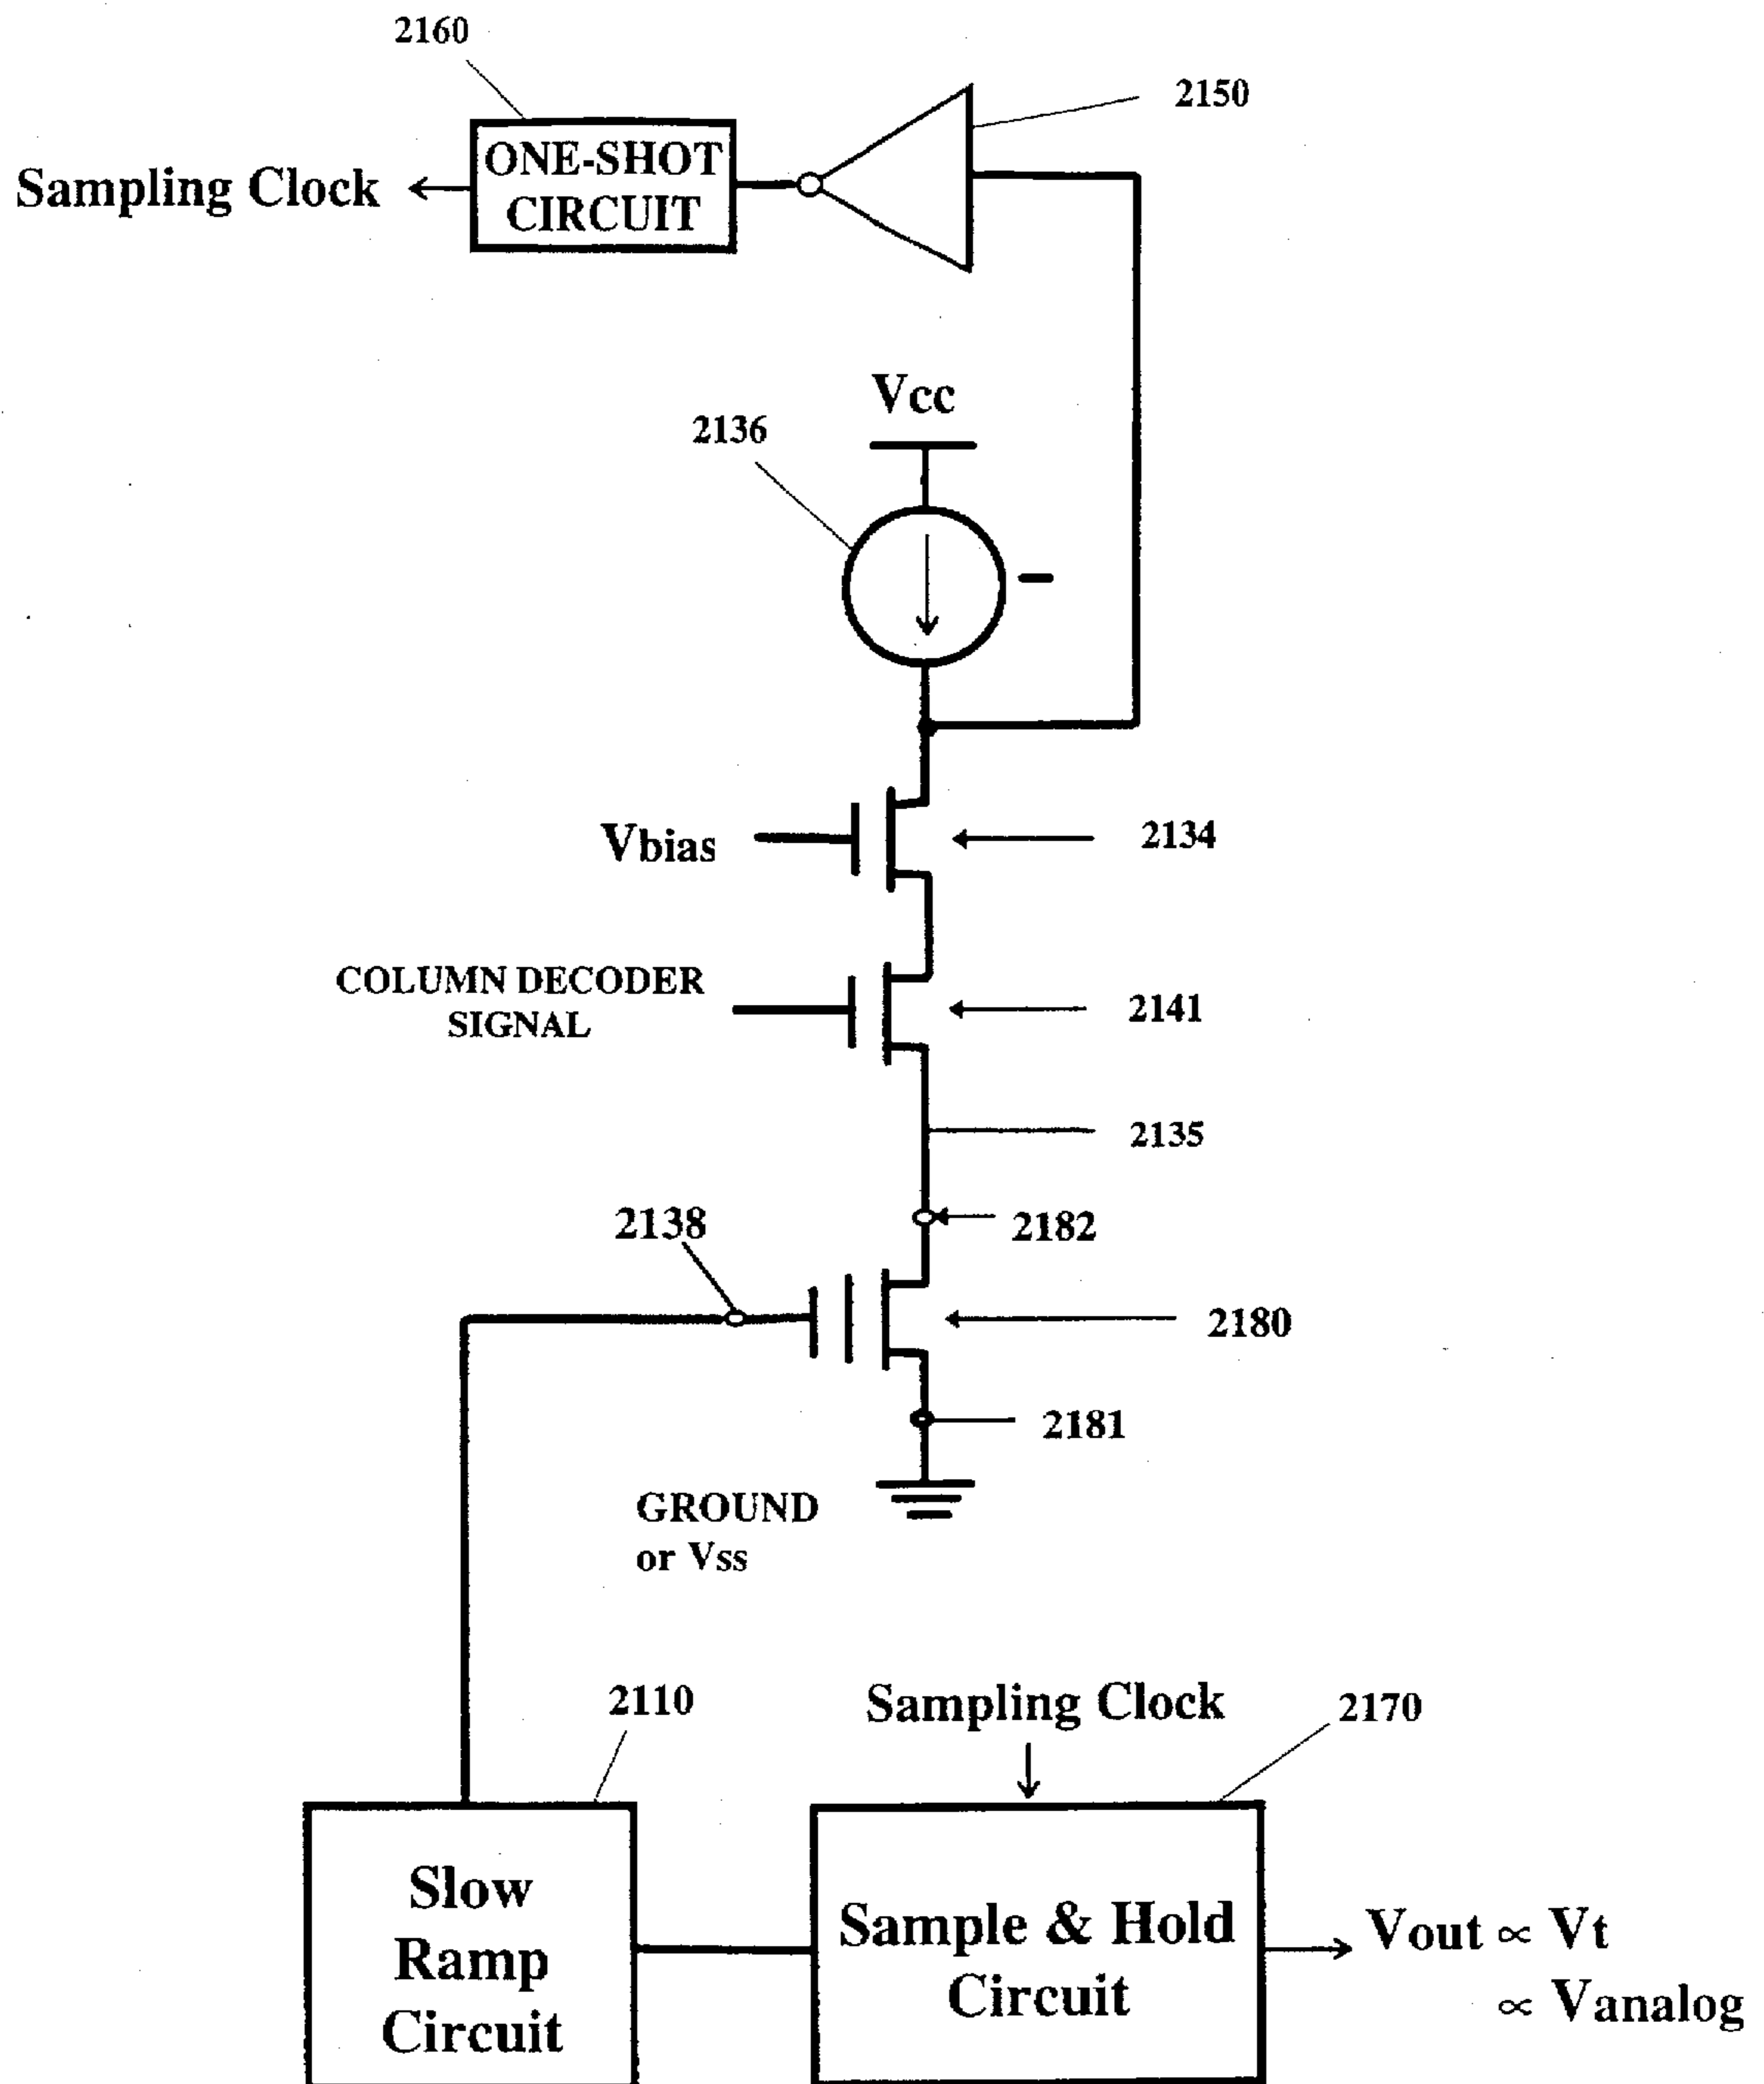 2160
2150
ONE-SHOT
CIRCUIT
Sampling Clock
Vcc
2136
Vbias
2134
COLUMN DECODER
SIGNAL
2141
2135
2138
2182
2180
2181
GROUND
or Vss
2110
Sampling Clock
2170
Slow
Ramp
Circuit
Sample & Hold
Circuit
Vout ∝ Vt
∝ Vanalog